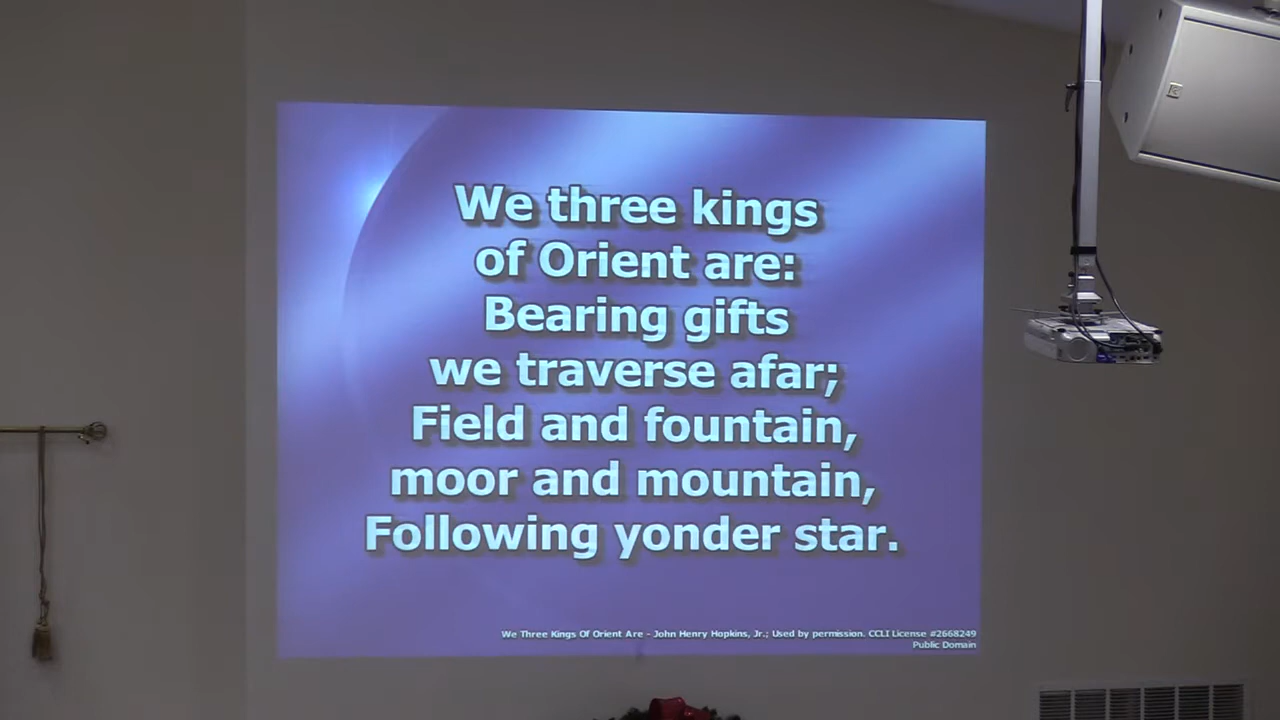 We three kings
of Orient are:
Bearing gifts
we traverse afar;
Field and fountain,
moor and mountain,
Following yonder star.
We Three Kings Of Orient Are - John Henry Hopkins, Jr.; Used by permission. CCLI License #2668249
Public Domain